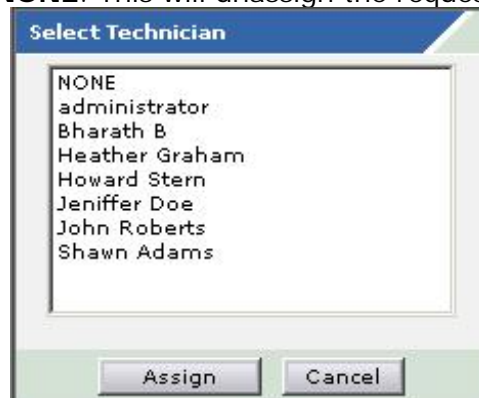 NONE. This will unassign the reques
Select Technician
NONE
administrator
Bharath B
Heather Graham
Howard Stern
Jeniffer Doe
John Roberts
Shawn Adams
Assign Cancel